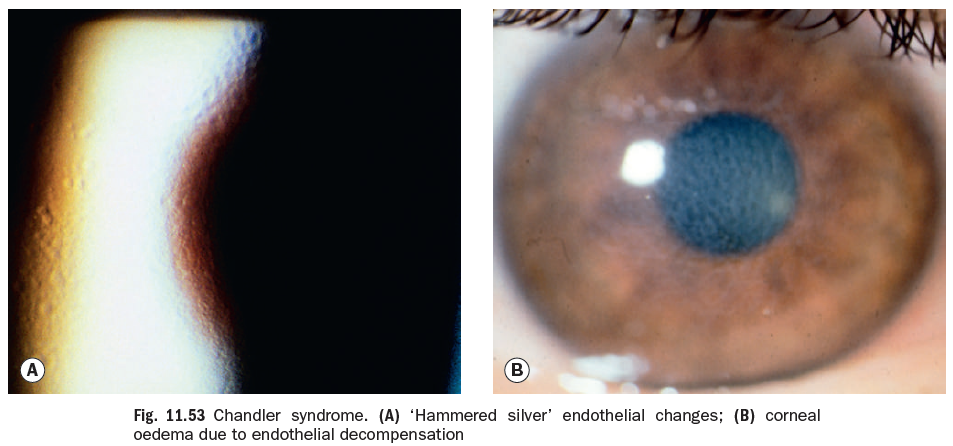 A
B
Fig. 11.53 Chandler syndrome. (A) ‘Hammered silver’ endothelial changes; (B) corneal
oedema due to endothelial decompensation